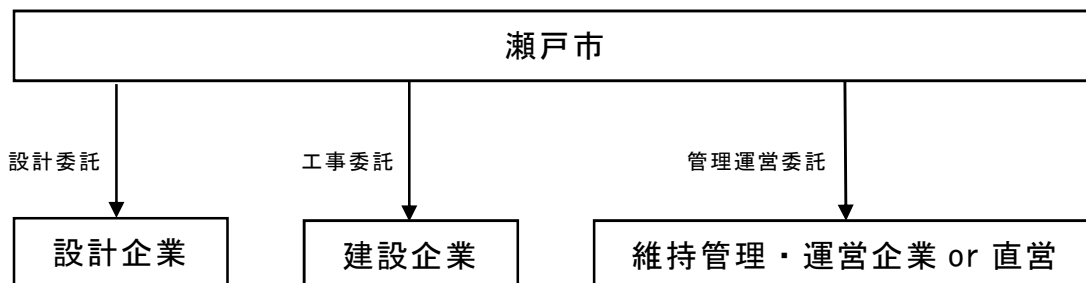 瀬戸市
設計委託
工事委託
管理運営委託
設計企業
建設企業
維持管理・運営企業 or 直営